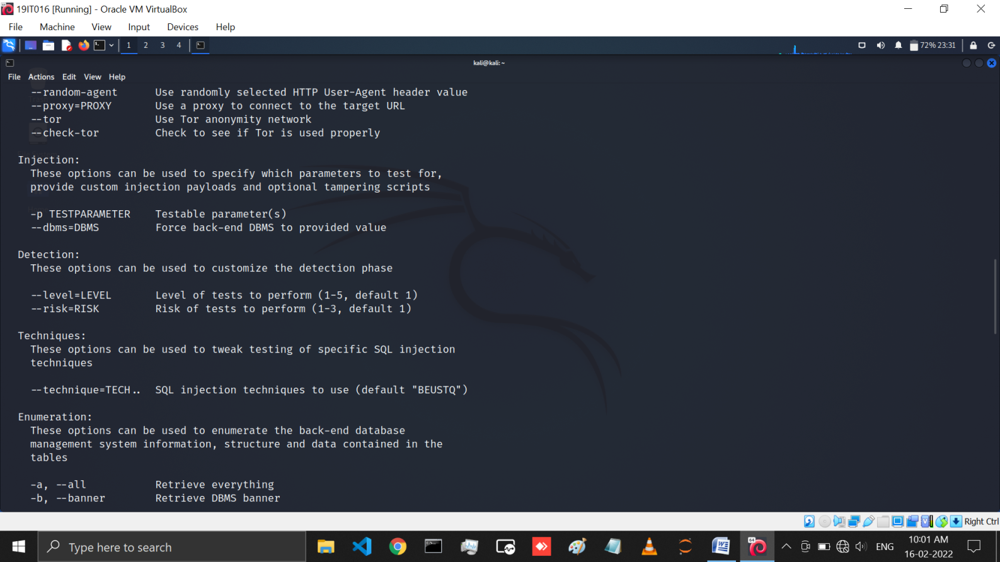 19IT016 [Running] - Oracle VM VirtualBox
File Machine View Input Devices Help
1 2 3 4
72% 23:31
kali@kali: ~
File Actions Edit View Help
--random-agent Use randomly selected HTTP User-Agent header value
--proxy=PROXY Use a proxy to connect to the target URL
--tor Use Tor anonymity network
--check-tor Check to see if Tor is used properly
Injection:
These options can be used to specify which parameters to test for,
provide custom injection payloads and optional tampering scripts
-p TESTPARAMETER Testable parameter(s)
--dbms=DBMS Force back-end DBMS to provided value
Detection:
These options can be used to customize the detection phase
--level=LEVEL Level of tests to perform (1-5, default 1)
--risk=RISK Risk of tests to perform (1-3, default 1)
Techniques:
These options can be used to tweak testing of specific SQL injection
techniques
--technique=TECH.. SQL injection techniques to use (default "BEUSTQ")
Enumeration:
These options can be used to enumerate the back-end database
management system information, structure and data contained in the
tables
-a, --all Retrieve everything
-b, --banner Retrieve DBMS banner
Right Ctrl
Type here to search
ENG
10:01 AM
16-02-2022